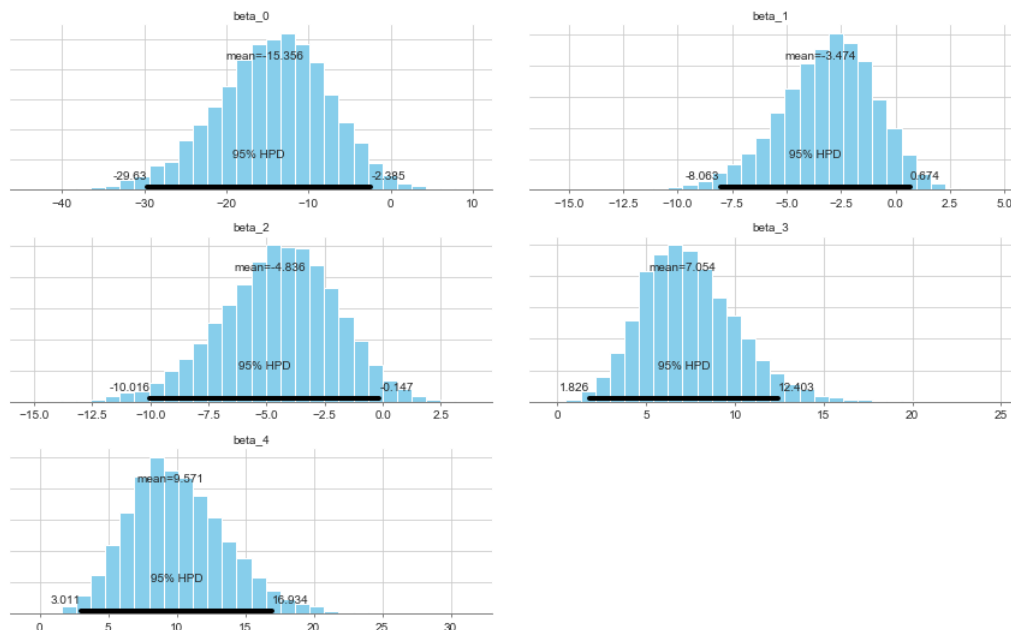 beta_0
mean=-15.356
95% HPD
-29.63 -2.385
−40 −30 −20 −10 0 10
beta_1
mean=-3.474
95% HPD
-8.063 0.674
−15.0 −12.5 −10.0 −7.5 −5.0 −2.5 0.0 2.5 5.0
beta_2
mean=-4.836
95% HPD
-10.016 -0.147
−15.0 −12.5 −10.0 −7.5 −5.0 −2.5 0.0 2.5
beta_3
mean=7.054
95% HPD
1.826 12.403
0 5 10 15 20 25
beta_4
mean=9.571
95% HPD
3.011 16.934
0 5 10 15 20 25 30